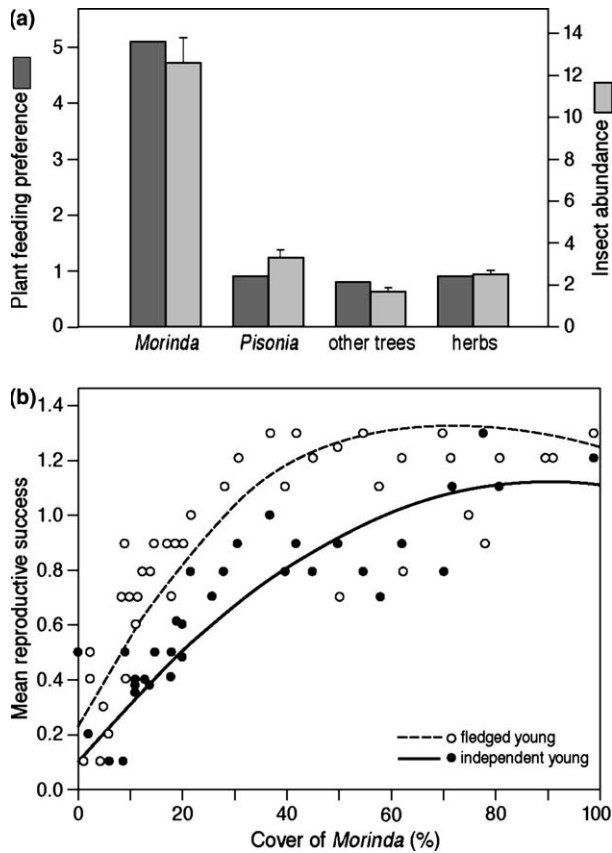 (a)
Plant feeding preference
5
4
3
2
1
0
14
12
10
8
6
4
2
0
Insect abundance
Morinda Pisonia other trees herbs
(b)
Mean reproductive success
1.4
1.2
1.0
0.8
0.6
0.4
0.2
0.0
fledged young
independent young
0 20 40 60 80 100
Cover of Morinda (%)